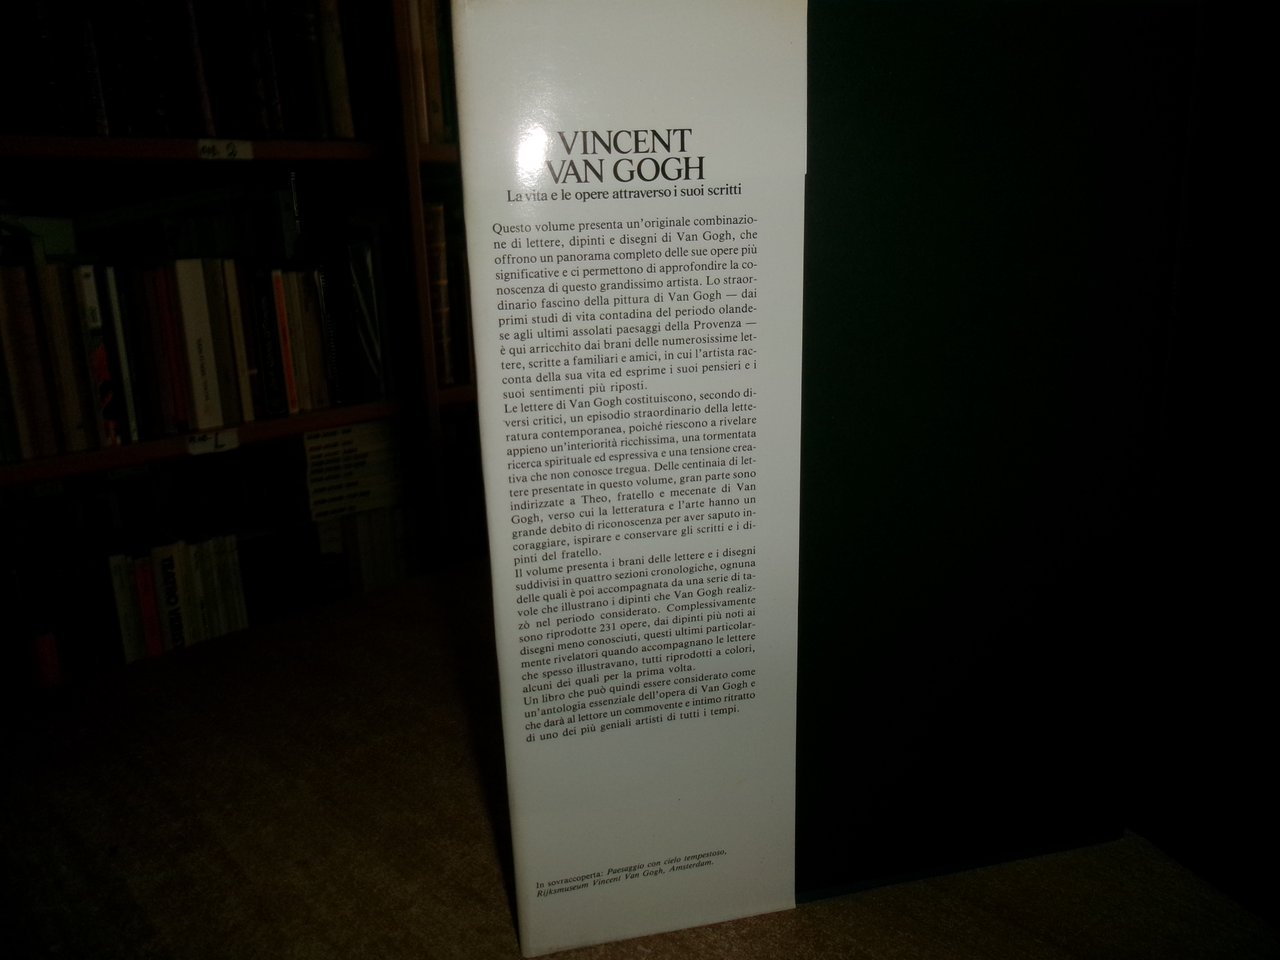 VINCENT
VAN GOGH
La vita e le opere attraverso i suoi scritti
Questo volume presenta un'originale combinazio-
ne di lettere, dipinti e disegni di Van Gogh, che
offrono un panorama completo delle sue opere più
significative e ci permettono di approfondire la co-
noscenza di questo grandissimo artista. Lo straor-
dinario fascino della pittura di Van Gogh — dai
primi studi di vita contadina del periodo olande-
se agli ultimi assolati paesaggi della Provenza —
è qui arricchito dai brani delle numerosissime let-
tere, scritte a familiari e amici, in cui l'artista rac-
conta della sua vita ed esprime i suoi pensieri e i
suoi sentimenti più riposti.
Le lettere di Van Gogh costituiscono, secondo di-
versi critici, un episodio straordinario della lette-
ratura contemporanea, poiché riescono a rivelare
appieno un'interiorità ricchissima, una tormentata
ricerca spirituale ed espressiva e una tensione crea-
tiva che non conosce tregua. Delle centinaia di let-
tere presentate in questo volume, gran parte sono
indirizzate a Theo, fratello e mecenate di Van
Gogh, verso cui la letteratura e l'arte hanno un
grande debito di riconoscenza per aver saputo in-
coraggiare, ispirare e conservare gli scritti e i di-
pinti del fratello.
Il volume presenta i brani delle lettere e i disegni
suddivisi in quattro sezioni cronologiche, ognuna
delle quali è poi accompagnata da una serie di ta-
vole che illustrano i dipinti che Van Gogh realiz-
zò nel periodo considerato. Complessivamente
sono riprodotte 231 opere, dai dipinti più noti ai
disegni meno conosciuti, questi ultimi particolar-
mente rivelatori quando accompagnano le lettere
che spesso illustravano, tutti riprodotti a colori,
alcuni dei quali per la prima volta.
Un libro che può quindi essere considerato come
un'antologia essenziale dell'opera di Van Gogh e
che darà al lettore un commovente e intimo ritratto
di uno dei più geniali artisti di tutti i tempi.
In sovraccoperta: Paesaggio con cielo tempestoso,
Rijksmuseum Vincent Van Gogh, Amsterdam.